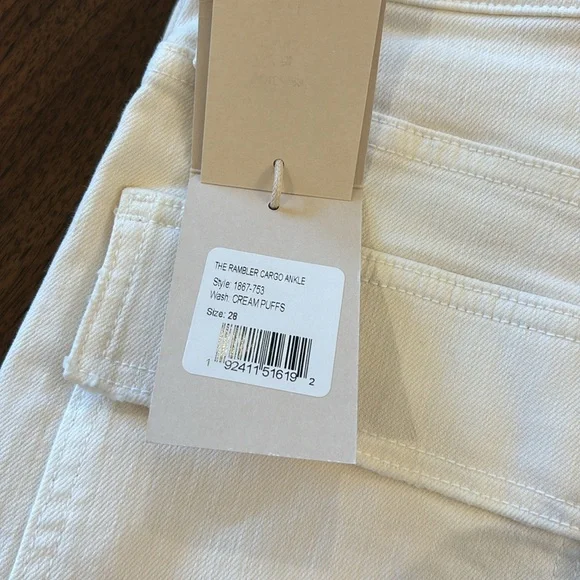 THE RAMBLER CARGO ANKLE
Style: 1867-753
Wash: CREAM PUFFS
Size: 28
1 92411 51619 2